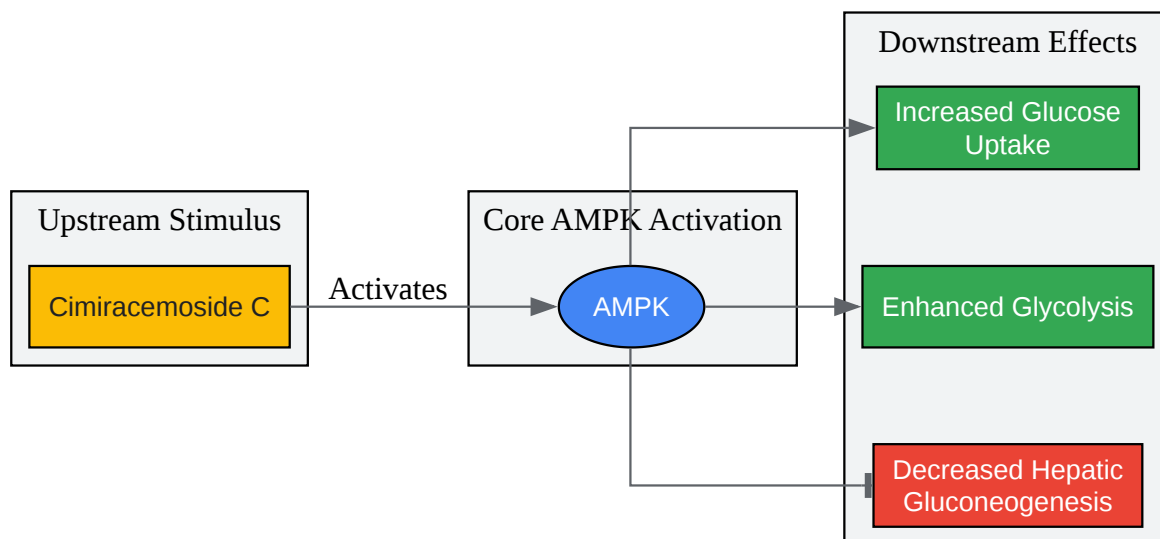 Upstream Stimulus
Cimiracemoside C
Activates
Core AMPK Activation
AMPK
Downstream Effects
Increased Glucose
Uptake
Enhanced Glycolysis
Decreased Hepatic
Gluconeogenesis